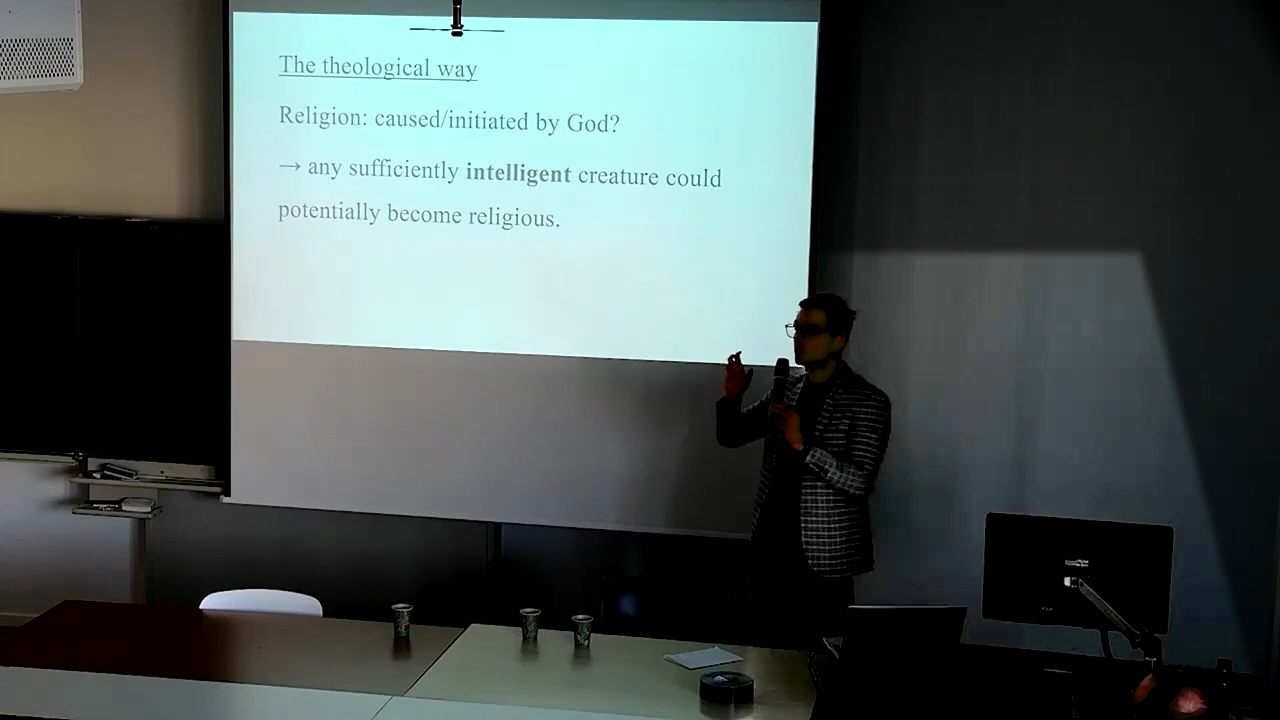 The theological way
Religion: caused/initiated by God?
→ any sufficiently intelligent creature could
potentially become religious.